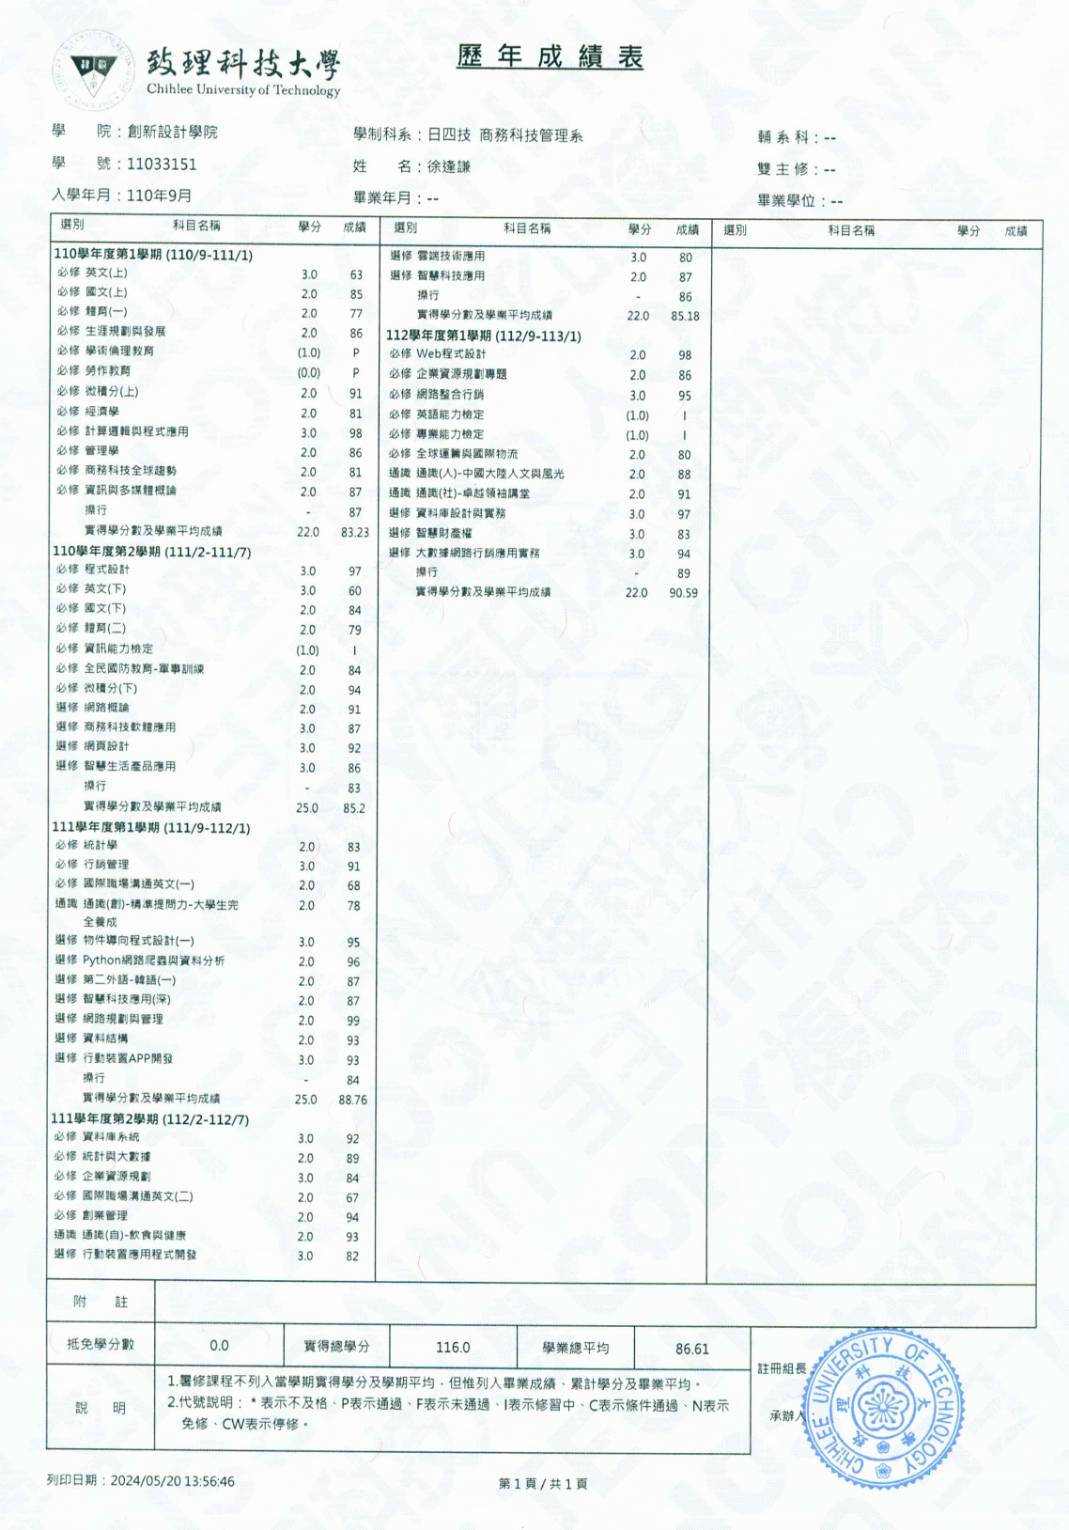 致理科技大學
Chihlee University of Technology
歷年成績表
學　　院：創新設計學院　學制科系：日四技 商務科技管理系　輔系科：--
學　　號：11033151　姓　　名：徐逢謙　雙主修：--
入學年月：110年9月　畢業年月：--　畢業學位：--
選別　科目名稱　學分　成績
110學年度第1學期 (110/9-111/1)
必修 英文(上) 3.0 63
必修 國文(上) 2.0 85
必修 體育(一) 2.0 77
必修 生涯規劃與發展 2.0 86
必修 學術倫理教育 (1.0) P
必修 勞作教育 (0.0) P
必修 微積分(上) 2.0 91
必修 經濟學 2.0 81
必修 計算邏輯與程式應用 3.0 98
必修 管理學 2.0 86
必修 商務科技全球趨勢 2.0 81
必修 資訊與多媒體概論 2.0 87
操行 - 87
實得學分數及學業平均成績 22.0 83.23
110學年度第2學期 (111/2-111/7)
必修 程式設計 3.0 97
必修 英文(下) 3.0 60
必修 國文(下) 2.0 84
必修 體育(二) 2.0 79
必修 資訊能力檢定 (1.0) I
必修 全民國防教育-軍事訓練 2.0 84
必修 微積分(下) 2.0 94
選修 網路概論 2.0 91
選修 商務科技軟體應用 3.0 87
選修 網頁設計 3.0 92
選修 智慧生活產品應用 3.0 86
操行 - 83
實得學分數及學業平均成績 25.0 85.2
111學年度第1學期 (111/9-112/1)
必修 統計學 2.0 83
必修 行銷管理 3.0 91
必修 國際職場溝通英文(一) 2.0 68
通識 通識(創)-精準提問力-大學生完 2.0 78
全養成
選修 物件導向程式設計(一) 3.0 95
選修 Python網路爬蟲與資料分析 2.0 96
選修 第二外語-韓語(一) 2.0 87
選修 智慧科技應用(深) 2.0 87
選修 網路規劃與管理 2.0 99
選修 資料結構 2.0 93
選修 行動裝置APP開發 3.0 93
操行 - 84
實得學分數及學業平均成績 25.0 88.76
111學年度第2學期 (112/2-112/7)
必修 資料庫系統 3.0 92
必修 統計與大數據 2.0 89
必修 企業資源規劃 3.0 84
必修 國際職場溝通英文(二) 2.0 67
必修 創業管理 2.0 94
通識 通識(自)-飲食與健康 2.0 93
選修 行動裝置應用程式開發 3.0 82
選別　科目名稱　學分　成績
選修 雲端技術應用 3.0 80
選修 智慧科技應用 2.0 87
操行 - 86
實得學分數及學業平均成績 22.0 85.18
112學年度第1學期 (112/9-113/1)
必修 Web程式設計 2.0 98
必修 企業資源規劃專題 2.0 86
必修 網路整合行銷 3.0 95
必修 英語能力檢定 (1.0) I
必修 專業能力檢定 (1.0) I
必修 全球運籌與國際物流 2.0 80
通識 通識(人)-中國大陸人文與風光 2.0 88
通識 通識(社)-卓越領袖講堂 2.0 91
選修 資料庫設計與實務 3.0 97
選修 智慧財產權 3.0 83
選修 大數據網路行銷應用實務 3.0 94
操行 - 89
實得學分數及學業平均成績 22.0 90.59
選別　科目名稱　學分　成績
附　註
抵免學分數 0.0 實得總學分 116.0 學業總平均 86.61
說　明
1.暑修課程不列入當學期實得學分及學期平均，但惟列入畢業成績、累計學分及畢業平均。
2.代號說明：*表示不及格、P表示通過、F表示未通過、I表示修習中、C表示條件通過、N表示
免修、CW表示停修。
註冊組長
承辦人
CHIHLEE UNIVERSITY OF TECHNOLOGY
致理科技大學
列印日期：2024/05/20 13:56:46
第1頁/共1頁